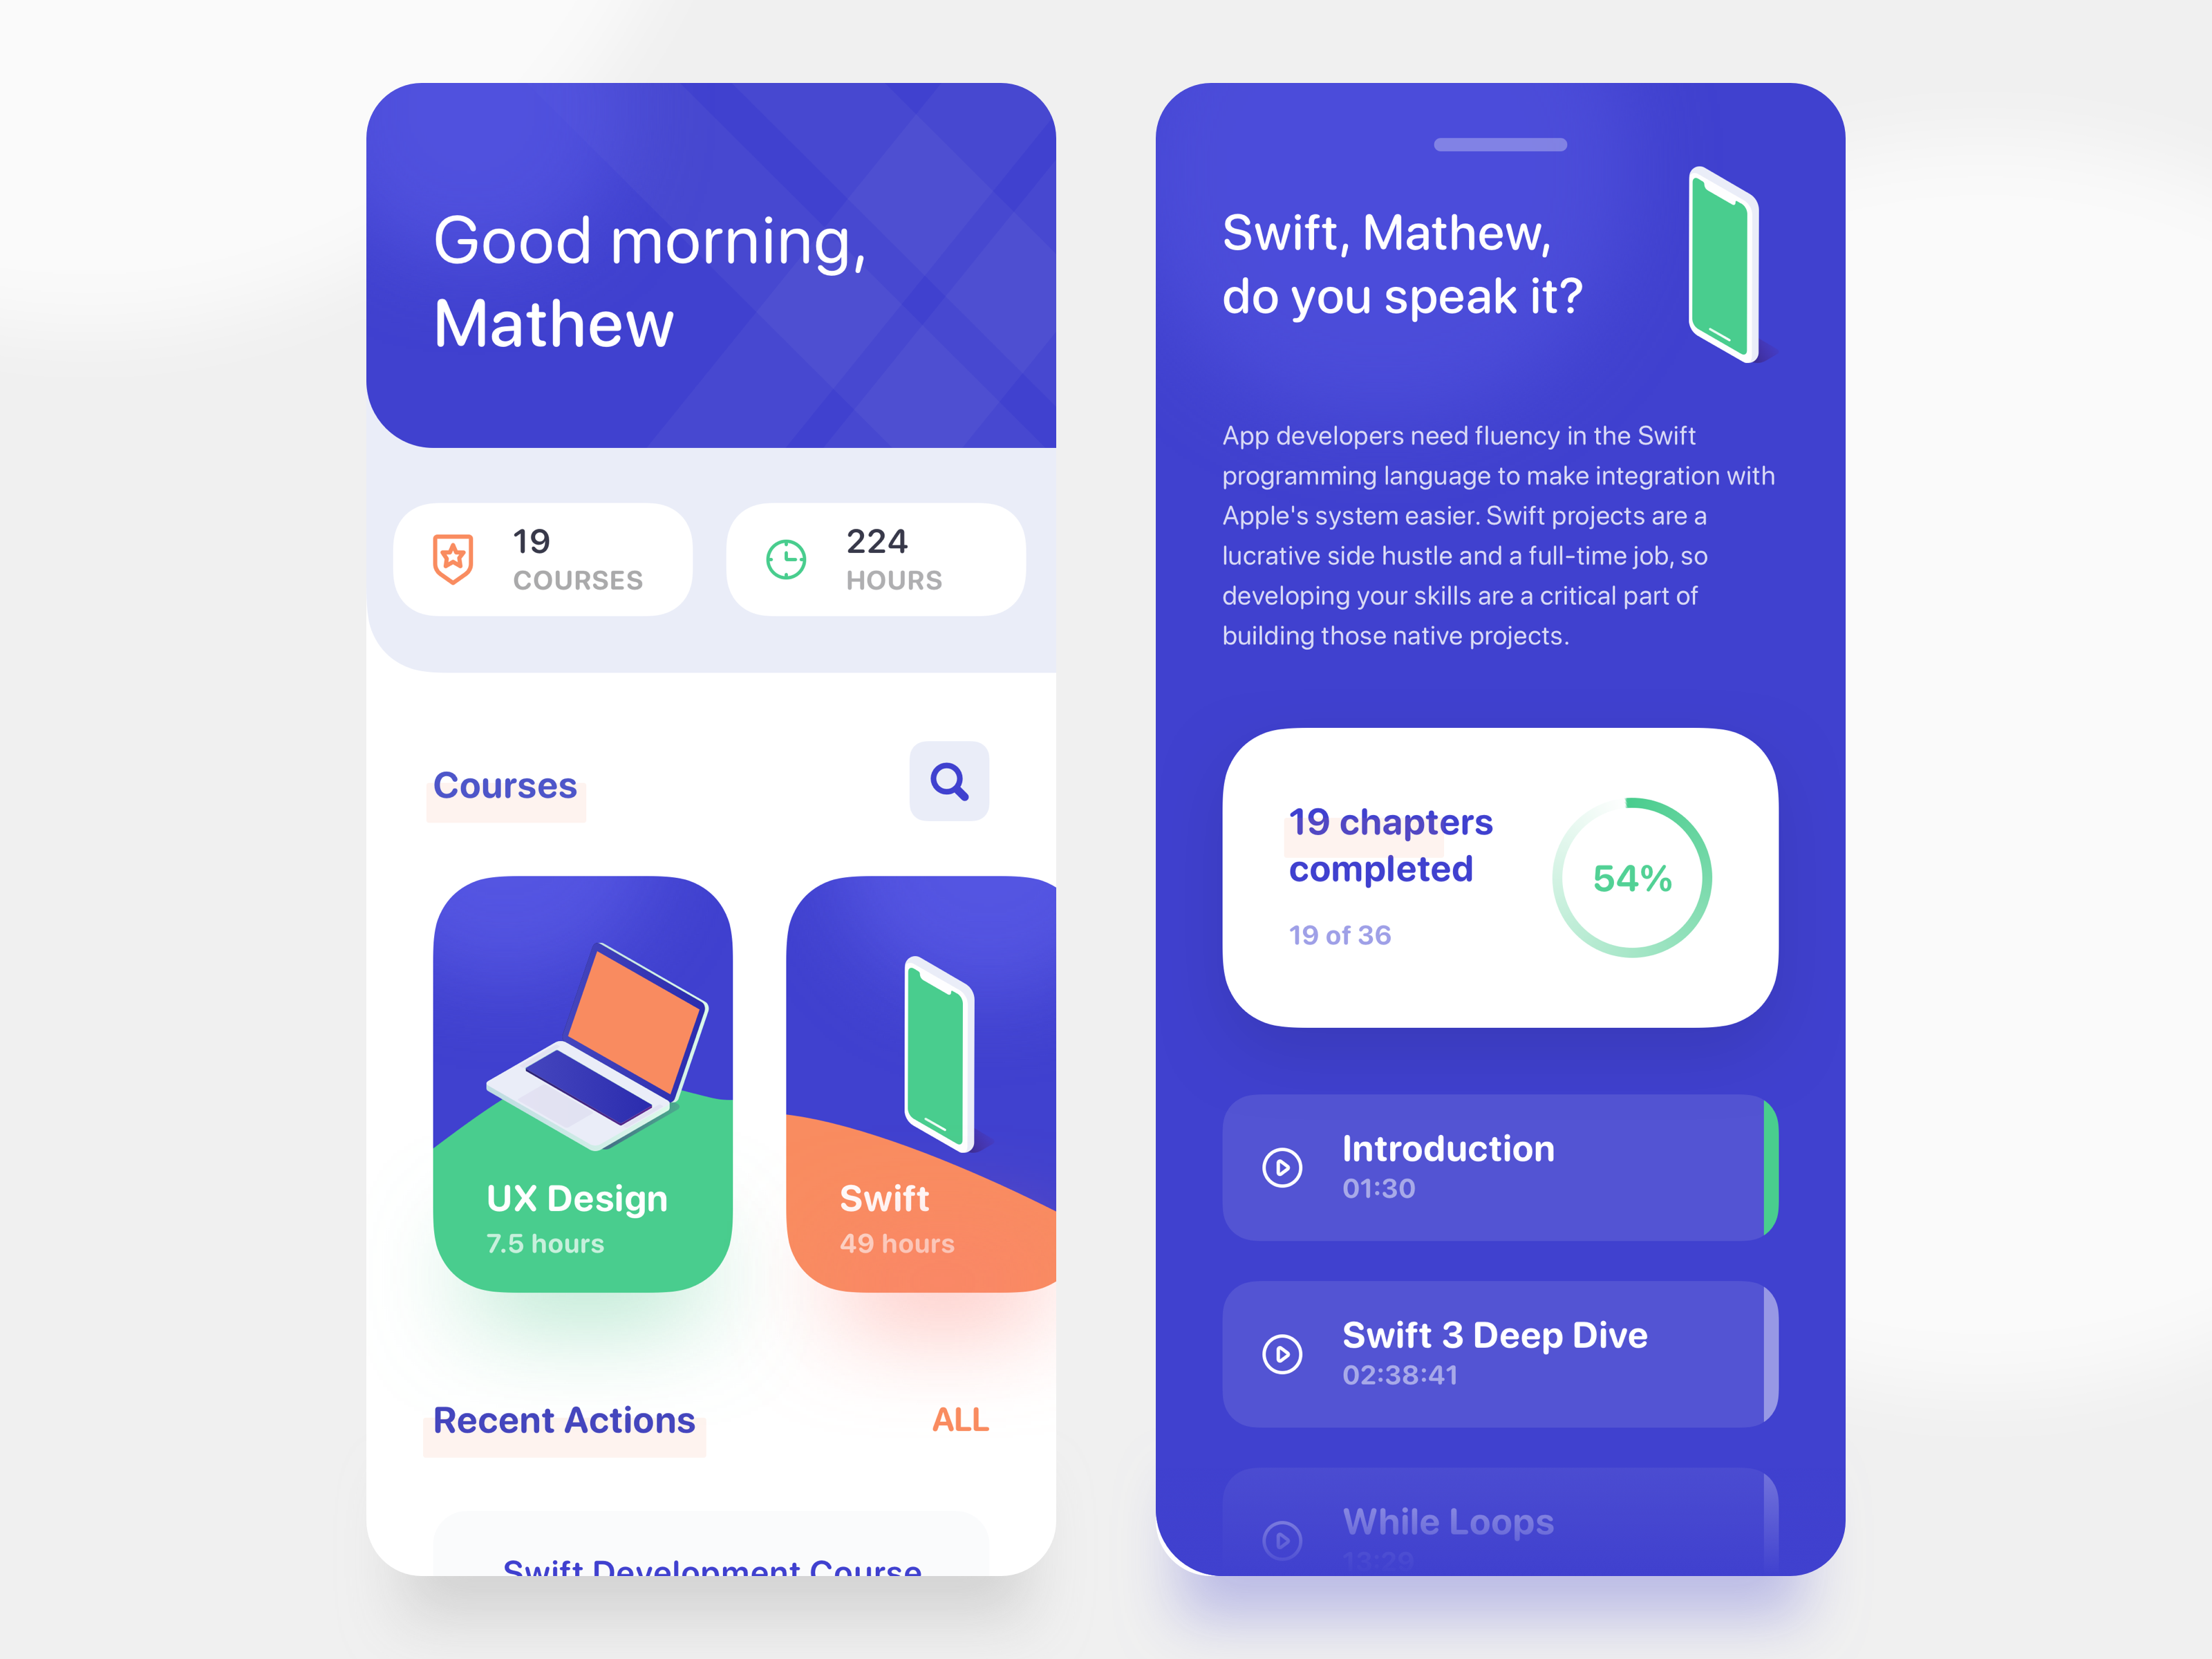 Good morning,
Mathew
19
COURSES
224
HOURS
Courses
UX Design
7.5 hours
Swift
49 hours
Recent Actions
ALL
Swift Development Course
Swift, Mathew,
do you speak it?
App developers need fluency in the Swift
programming language to make integration with
Apple's system easier. Swift projects are a
lucrative side hustle and a full-time job, so
developing your skills are a critical part of
building those native projects.
19 chapters
completed
19 of 36
54%
Introduction
01:30
Swift 3 Deep Dive
02:38:41
While Loops
13:29